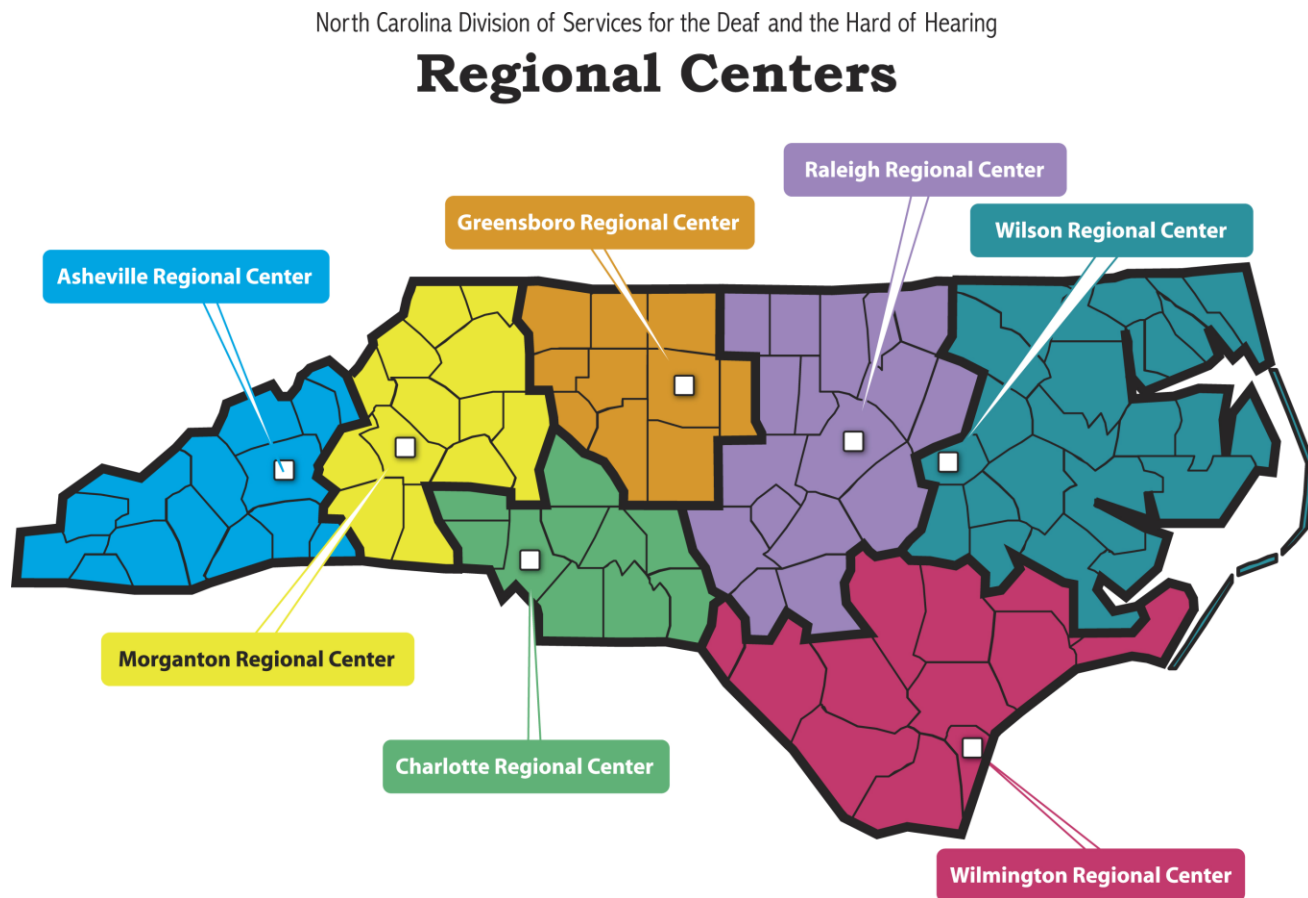 North Carolina Division of Services for the Deaf and the Hard of Hearing
Regional Centers
Raleigh Regional Center
Greensboro Regional Center
Wilson Regional Center
Asheville Regional Center
Morganton Regional Center
Charlotte Regional Center
Wilmington Regional Center